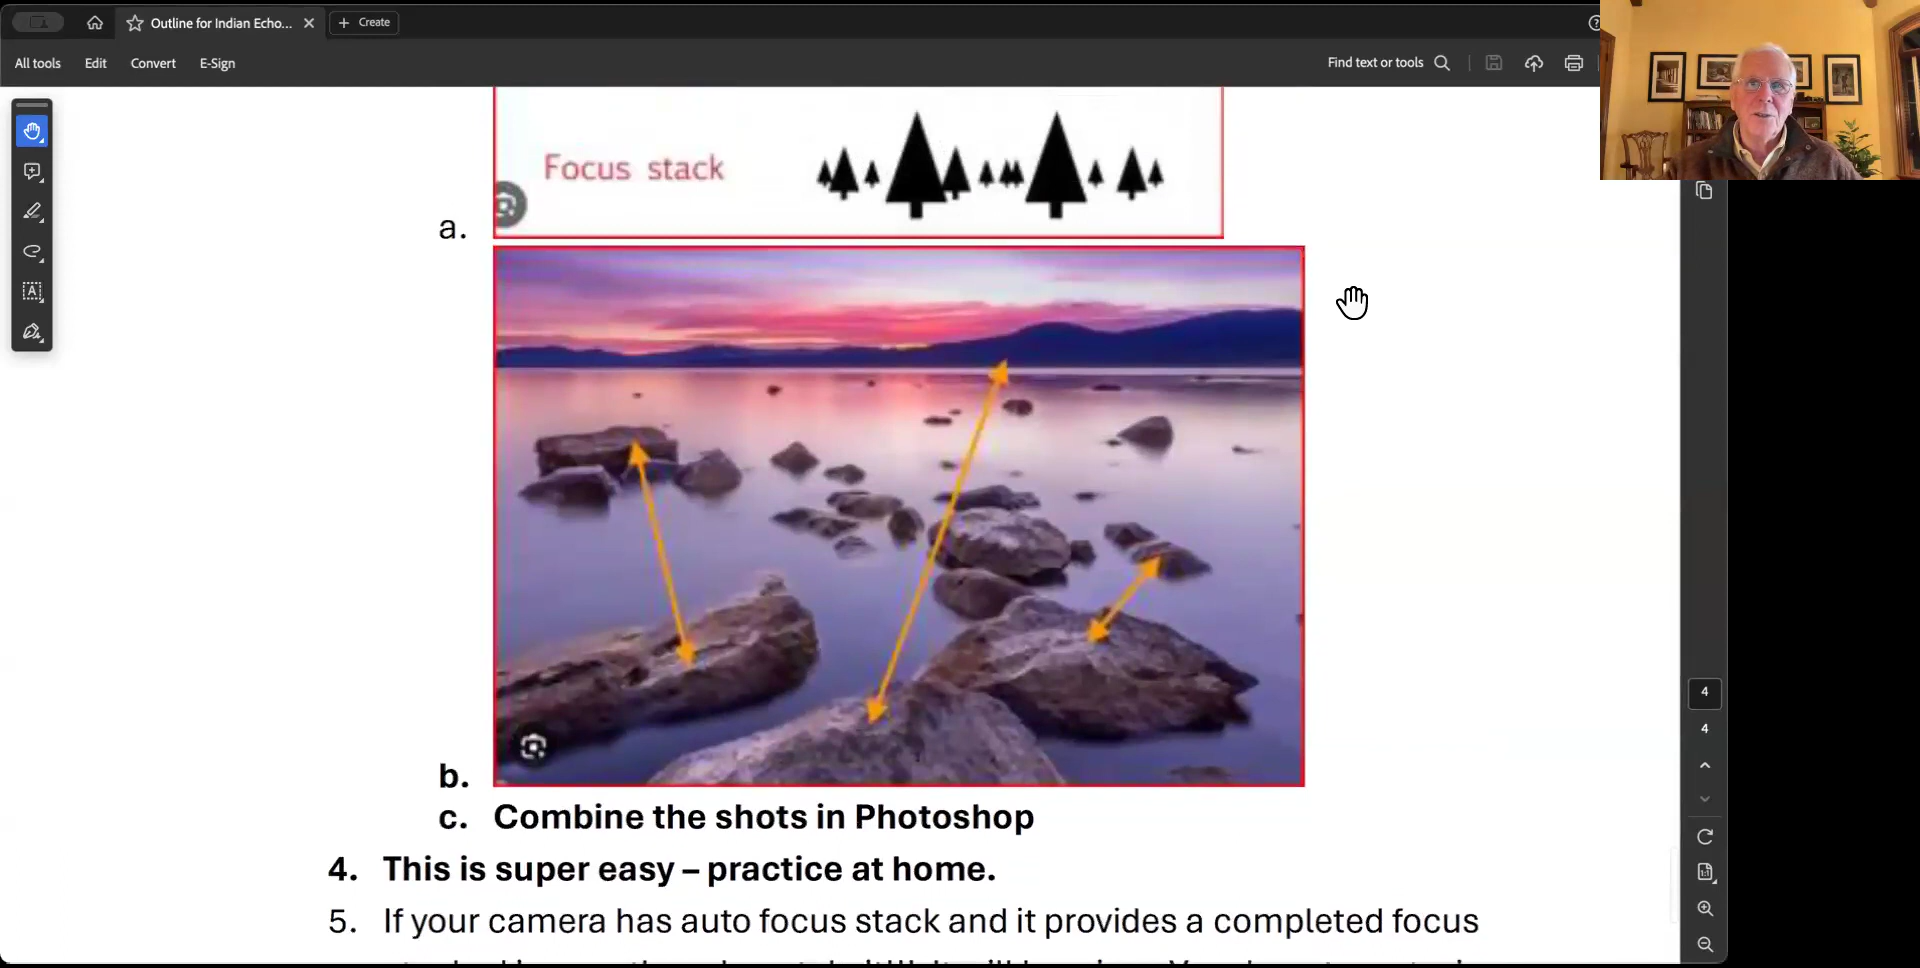 Outline for Indian Echo...
Create
All tools
Edit
Convert
E-Sign
Find text or tools
Focus stack
a.
b.
c. Combine the shots in Photoshop
4. This is super easy – practice at home.
5. If your camera has auto focus stack and it provides a completed focus
4
4